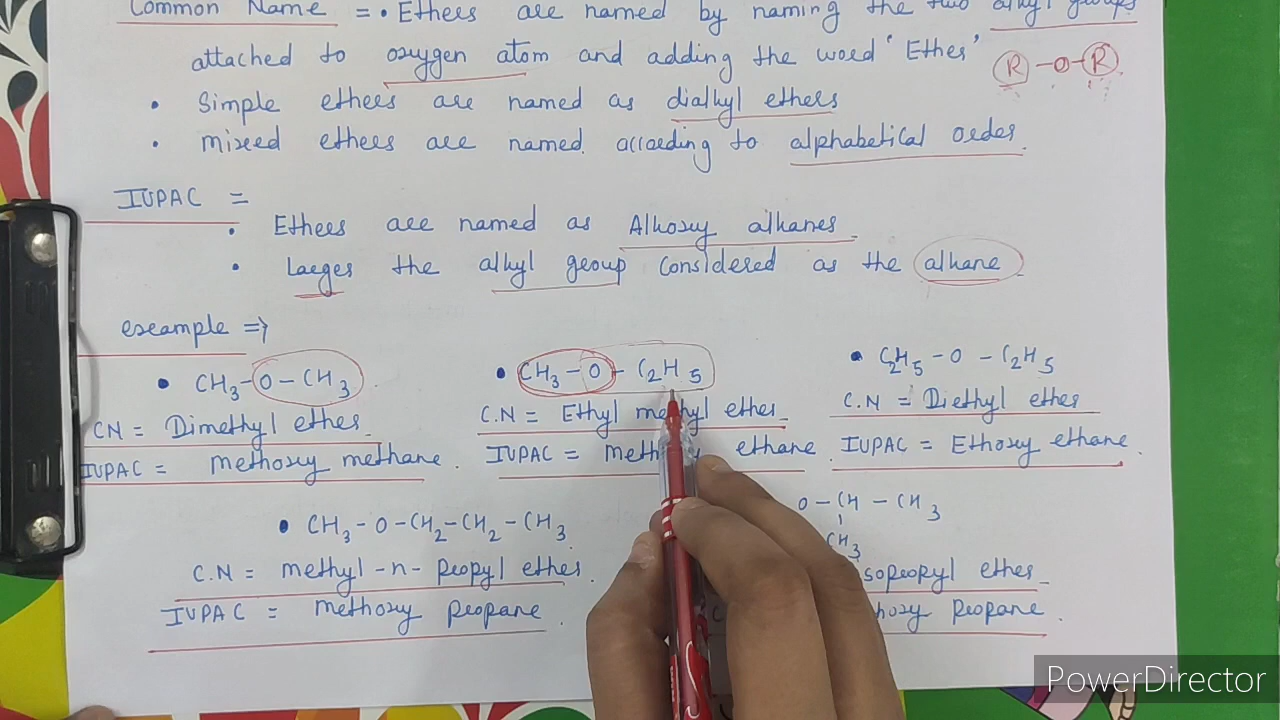 Common Name = • Ethers are named by naming the two alkyl groups
attached to oxygen atom and adding the word 'Ether'
R - O - R
• Simple ethers are named as dialkyl ethers
• mixed ethers are named according to alphabetical order
IUPAC =
• Ethers are named as Alkoxy alkanes
• Larger the alkyl group considered as the alkane
example ⇒
• CH3 - O - CH3
CN = Dimethyl ether
IUPAC = methoxy methane.
• CH3 - O - C2H5
C.N = Ethyl methyl ether
IUPAC = ethane.
• C2H5 - O - C2H5
C.N = Diethyl ether
IUPAC = Ethoxy ethane.
• CH3 - O - CH2 - CH2 - CH3
C.N = methyl -n- propyl ether
IUPAC = methoxy propane.
O - CH - CH3
CH3
sopropyl ether
hoxy propane
PowerDirector